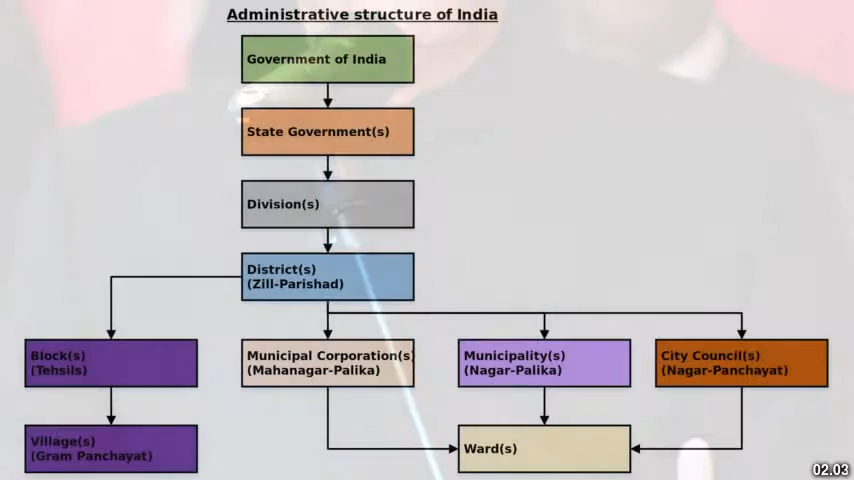 Administrative structure of India
Government of India
State Government(s)
Division(s)
District(s)
(Zill-Parishad)
Block(s)
(Tehsils)
Municipal Corporation(s)
(Mahanagar-Palika)
Municipality(s)
(Nagar-Palika)
City Council(s)
(Nagar-Panchayat)
Village(s)
(Gram Panchayat)
Ward(s)
02.03